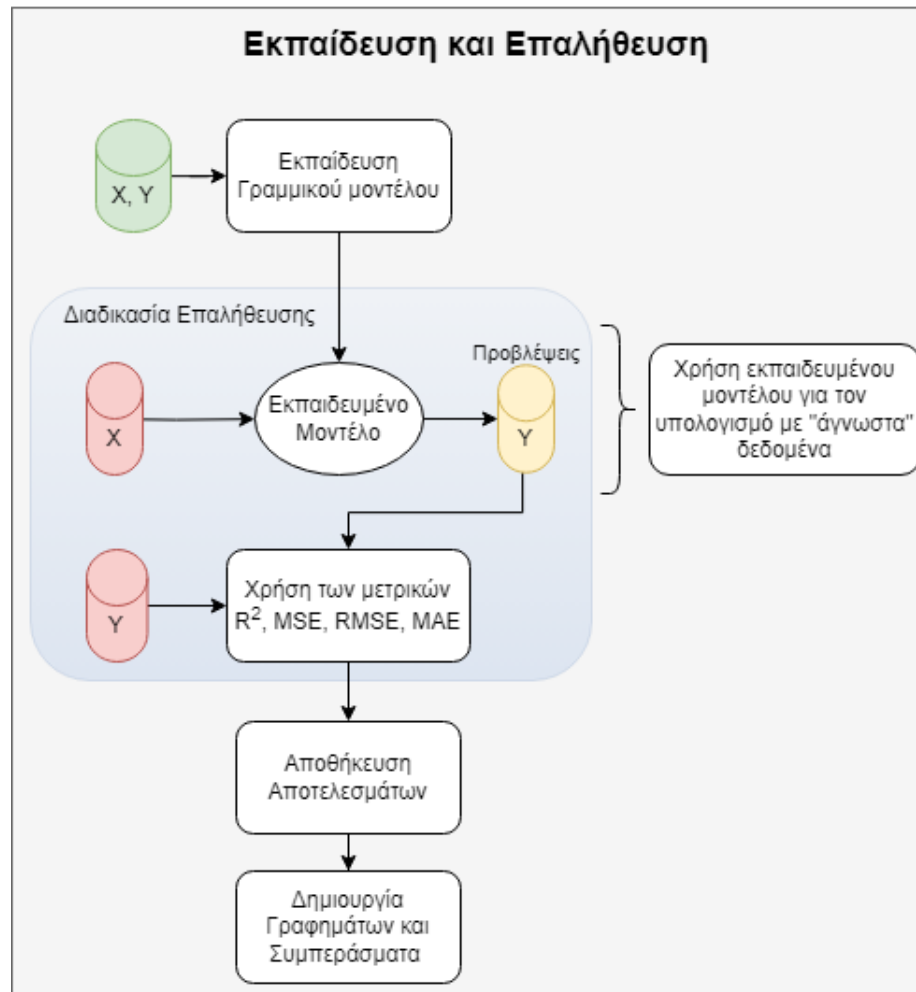 Εκπαίδευση και Επαλήθευση
X, Y
Εκπαίδευση
Γραμμικού μοντέλου
Διαδικασία Επαλήθευσης
X
Εκπαιδευμένο
Μοντέλο
Προβλέψεις
Y
Χρήση εκπαιδευμένου
μοντέλου για τον
υπολογισμό με "άγνωστα"
δεδομένα
Y
Χρήση των μετρικών
R², MSE, RMSE, MAE
Αποθήκευση
Αποτελεσμάτων
Δημιουργία
Γραφημάτων και
Συμπεράσματα